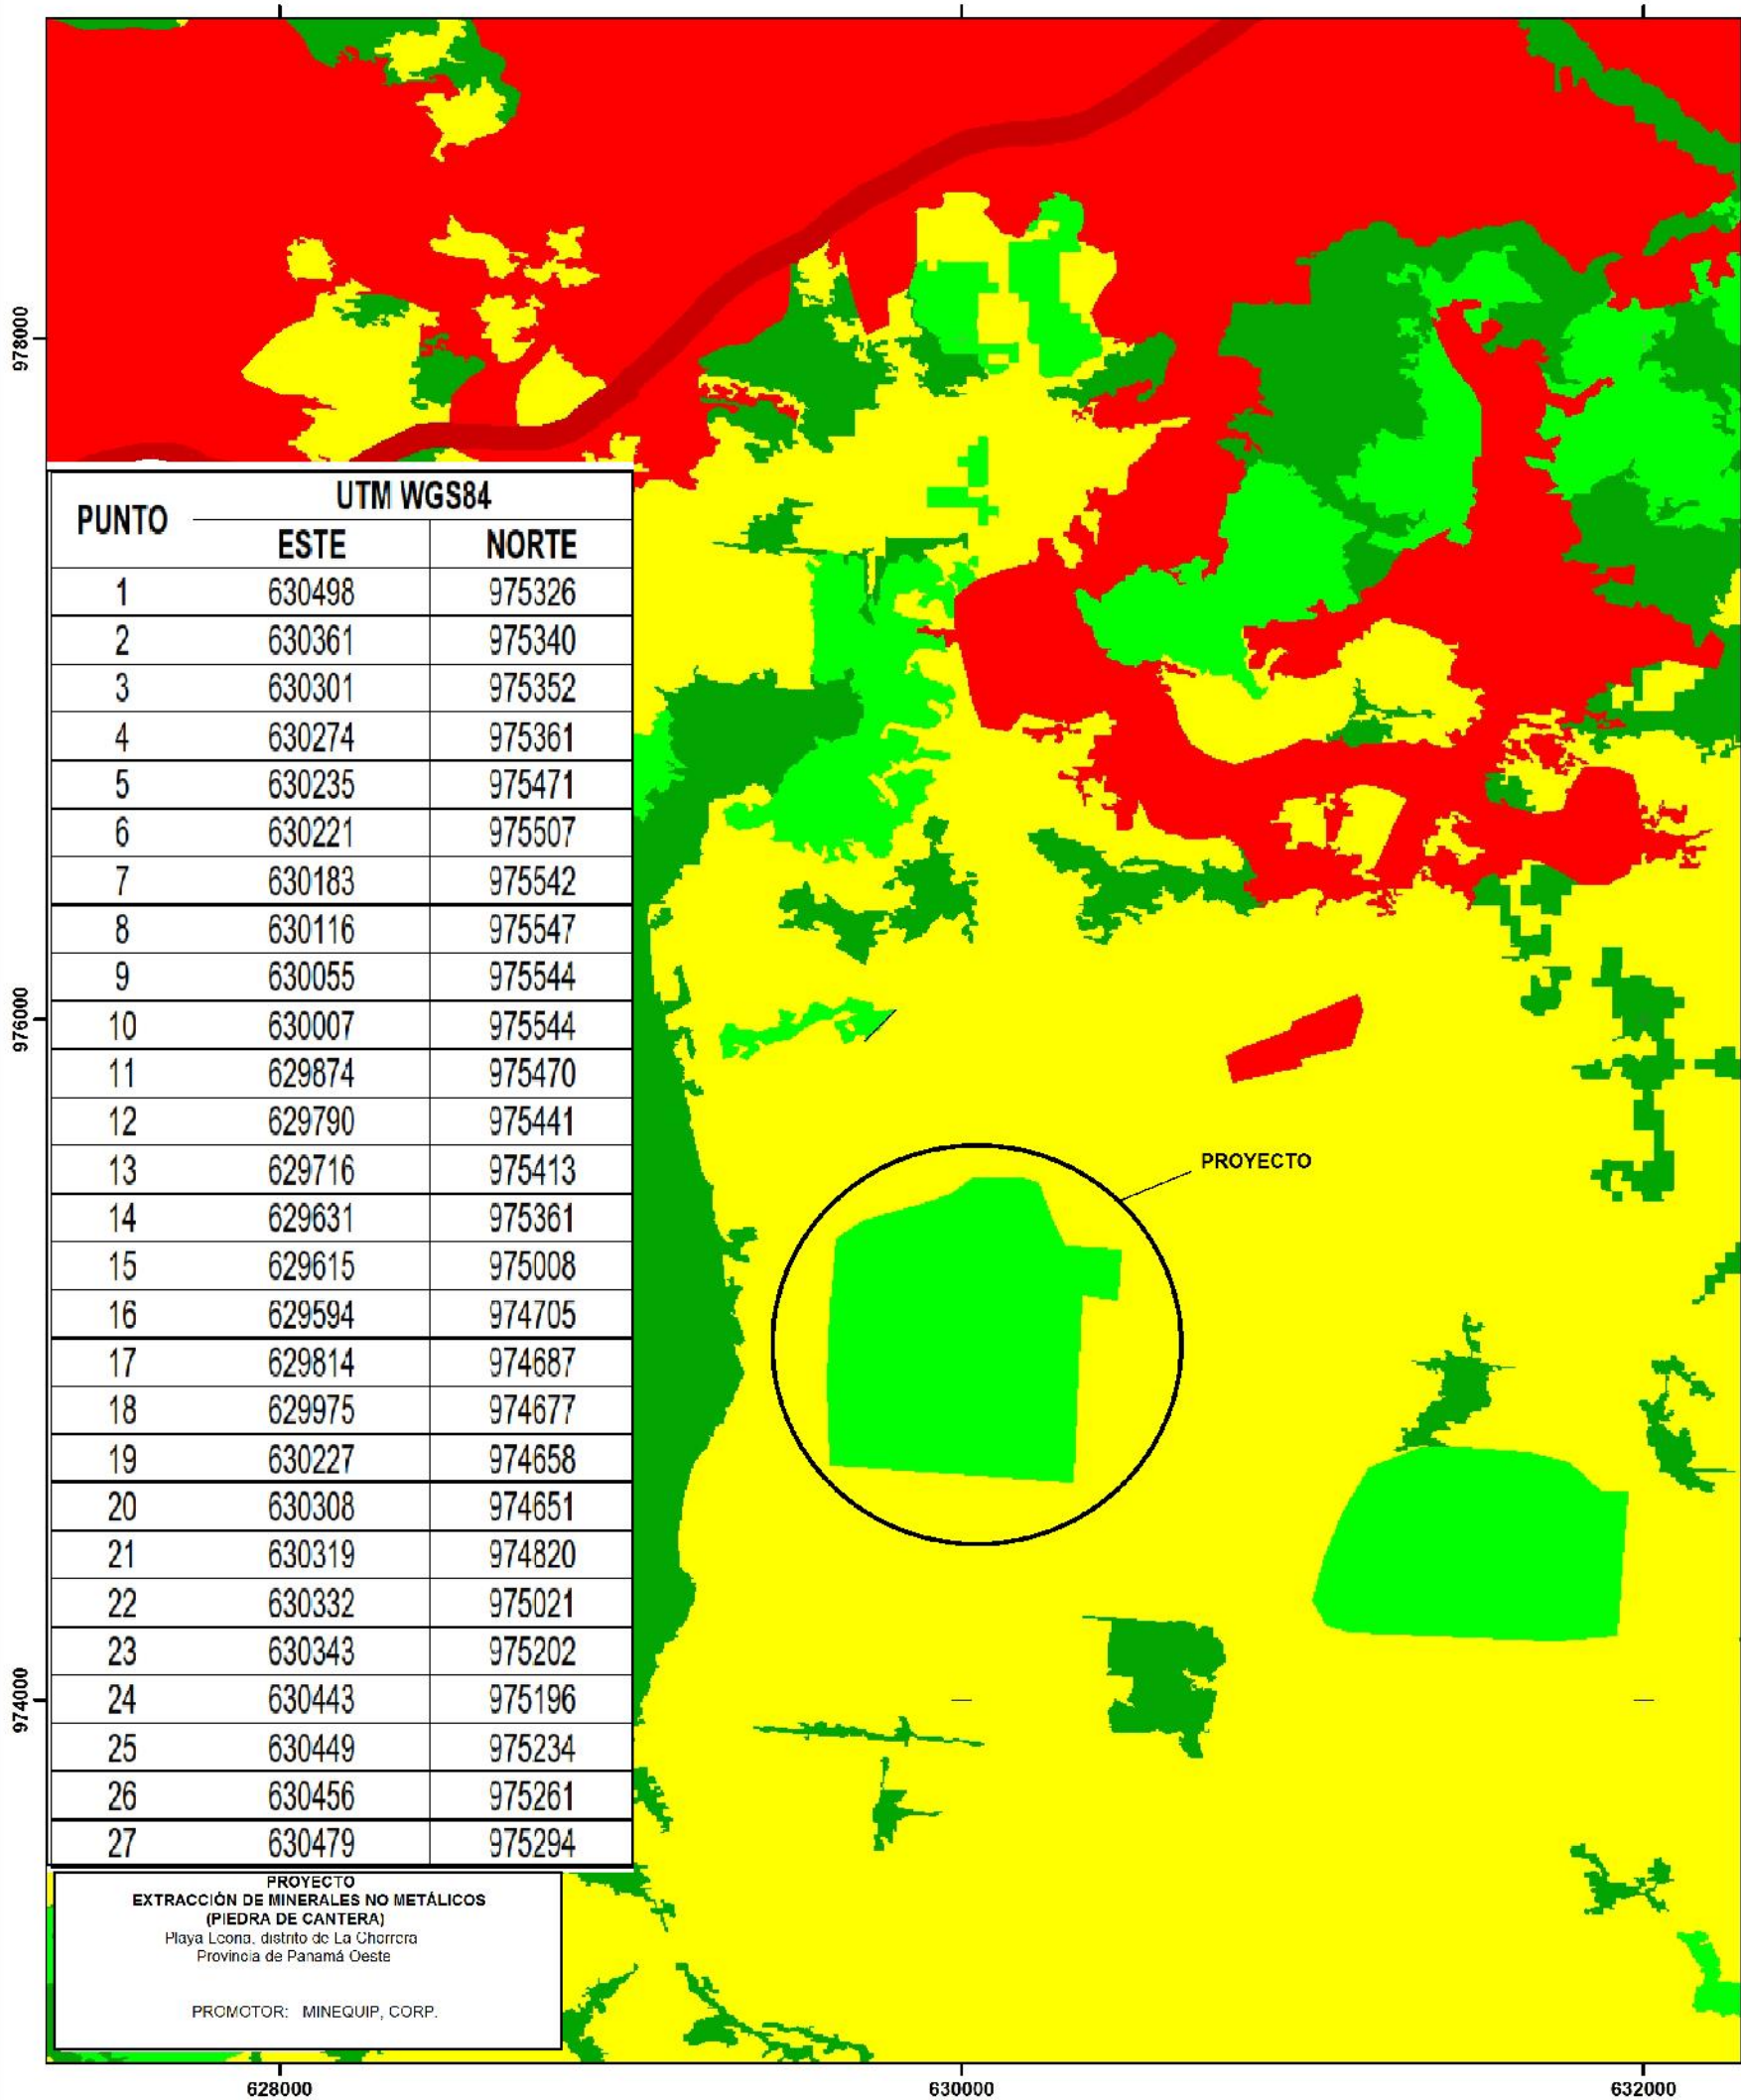 978000
976000
974000
PUNTO UTM WGS84
ESTE NORTE
1 630498 975326
2 630361 975340
3 630301 975352
4 630274 975361
5 630235 975471
6 630221 975507
7 630183 975542
8 630116 975547
9 630055 975544
10 630007 975544
11 629874 975470
12 629790 975441
13 629716 975413
14 629631 975361
15 629615 975008
16 629594 974705
17 629814 974687
18 629975 974677
19 630227 974658
20 630308 974651
21 630319 974820
22 630332 975021
23 630343 975202
24 630443 975196
25 630449 975234
26 630456 975261
27 630479 975294
PROYECTO
PROYECTO
EXTRACCIÓN DE MINERALES NO METÁLICOS
(PIEDRA DE CANTERA)
Playa Leona, distrito de La Chorrera
Provincia de Panamá Oeste
PROMOTOR: MINEQUIP, CORP.
628000 630000 632000